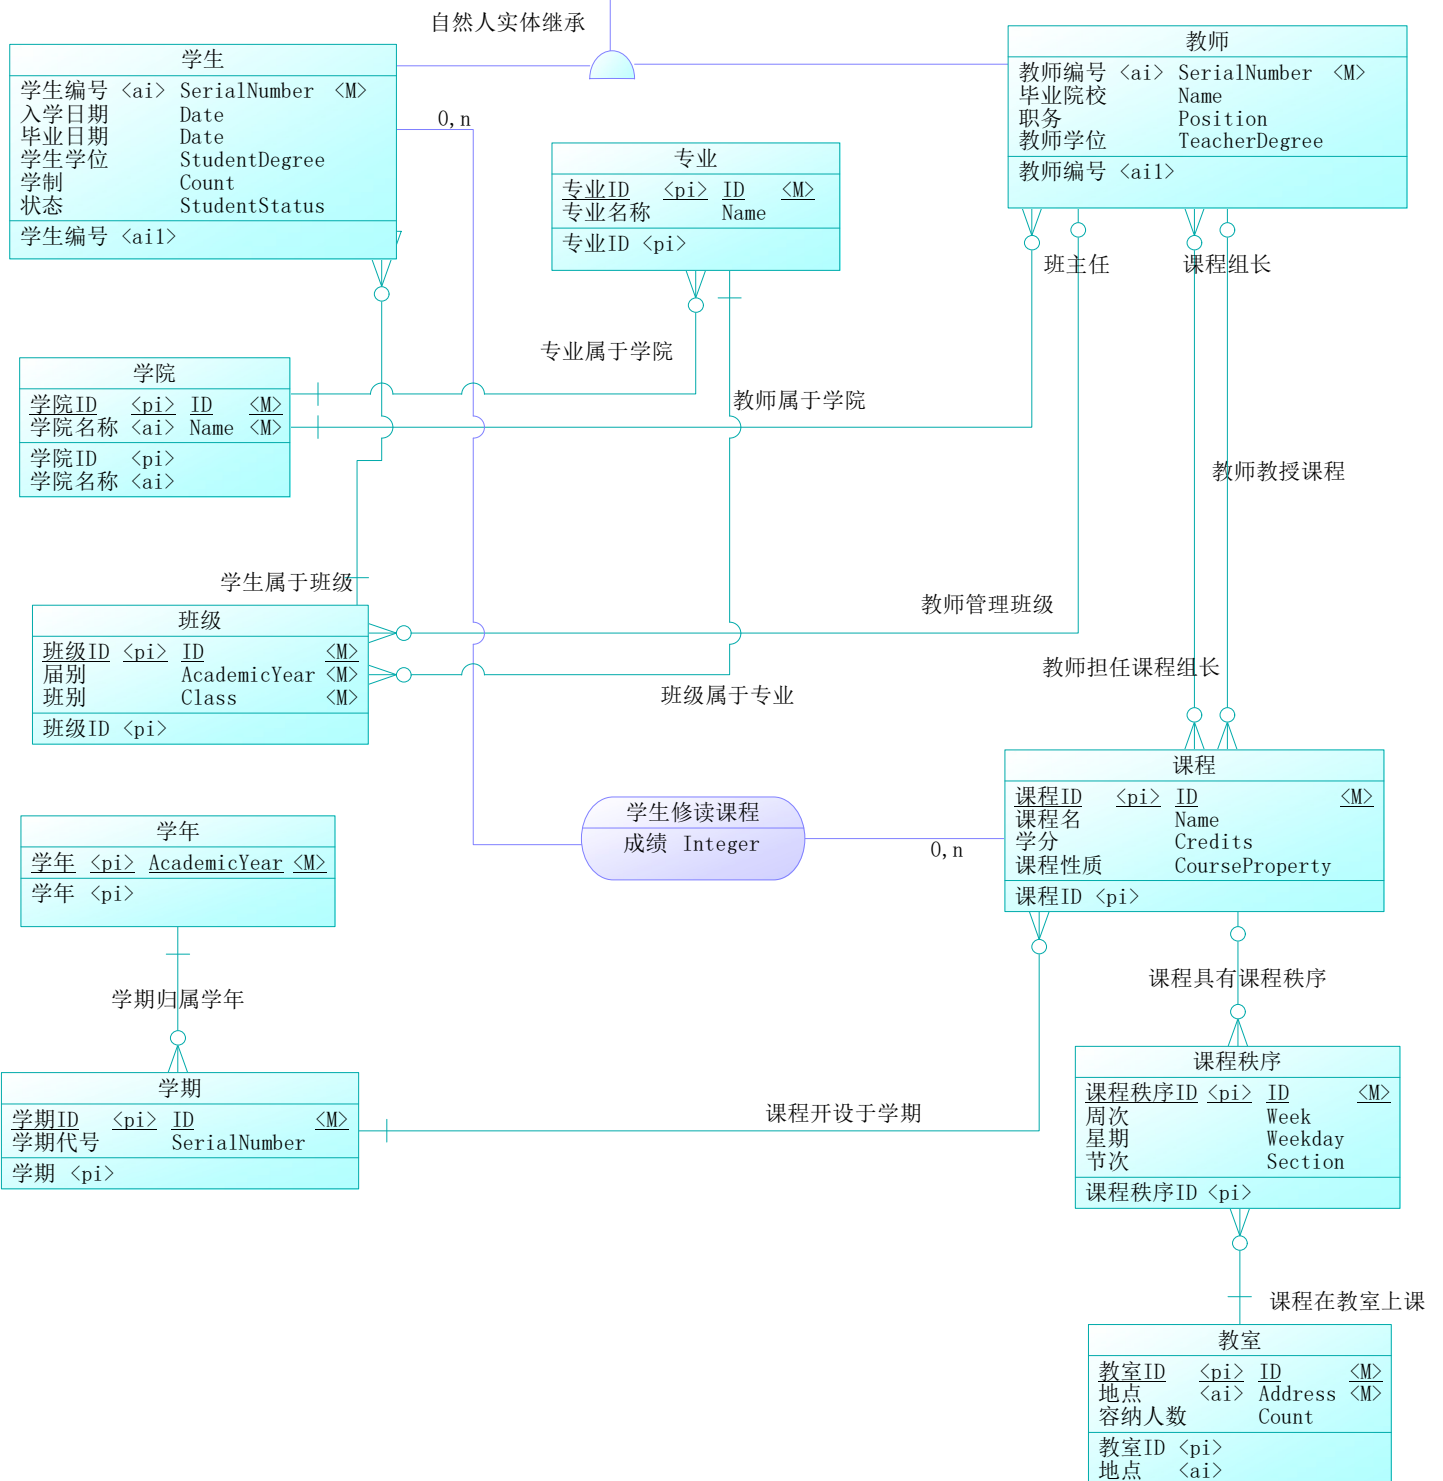 自然人实体继承
学生
学生编号 <ai> SerialNumber <M>
入学日期 Date
毕业日期 Date
学生学位 StudentDegree
学制 Count
状态 StudentStatus
学生编号 <ai1>
0,n
专业
专业ID <pi> ID <M>
专业名称 Name
专业ID <pi>
教师
教师编号 <ai> SerialNumber <M>
毕业院校 Name
职务 Position
教师学位 TeacherDegree
教师编号 <ai1>
班主任
课程组长
专业属于学院
学院
学院ID <pi> ID <M>
学院名称 <ai> Name <M>
学院ID <pi>
学院名称 <ai>
教师属于学院
教师教授课程
学生属于班级
教师管理班级
班级
班级ID <pi> ID <M>
届别 AcademicYear <M>
班别 Class <M>
班级ID <pi>
教师担任课程组长
班级属于专业
课程
课程ID <pi> ID <M>
课程名 Name
学分 Credits
课程性质 CourseProperty
课程ID <pi>
学生修读课程
成绩 Integer
0,n
学年
学年 <pi> AcademicYear <M>
学年 <pi>
学期归属学年
课程具有课程秩序
学期
学期ID <pi> ID <M>
学期代号 SerialNumber
学期 <pi>
课程开设于学期
课程秩序
课程秩序ID <pi> ID <M>
周次 Week
星期 Weekday
节次 Section
课程秩序ID <pi>
课程在教室上课
教室
教室ID <pi> ID <M>
地点 <ai> Address <M>
容纳人数 Count
教室ID <pi>
地点 <ai>